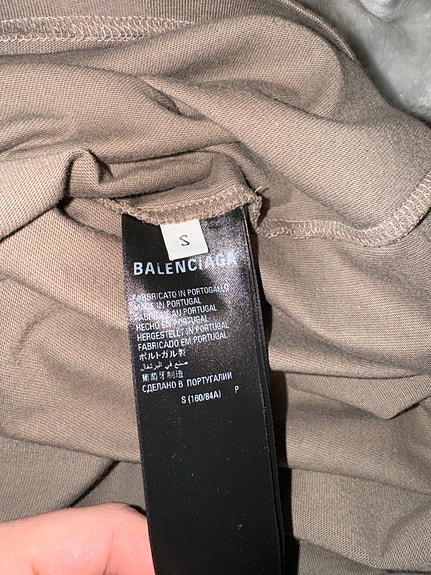 S
BALENCIAGA
FABBRICATO IN PORTOGALLO
MADE IN PORTUGAL
FABRIQUÉ AU PORTUGAL
HECHO EN PORTUGAL
HERGESTELLT IN PORTUGAL
FABRICADO EM PORTUGAL
ポルトガル製
صنع في البرتغال
葡萄牙制造
СДЕЛАНО В ПОРТУГАЛИИ
S (160/84A) P